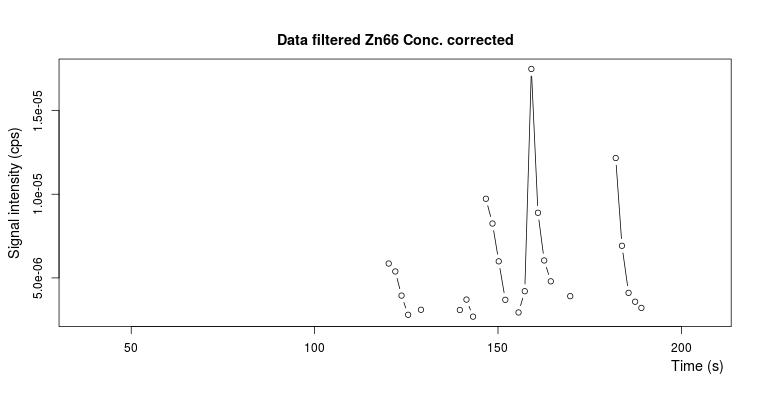 Data filtered Zn66 Conc. corrected
Signal intensity (cps)
1.5e-05
1.0e-05
5.0e-06
50 100 150 200
Time (s)